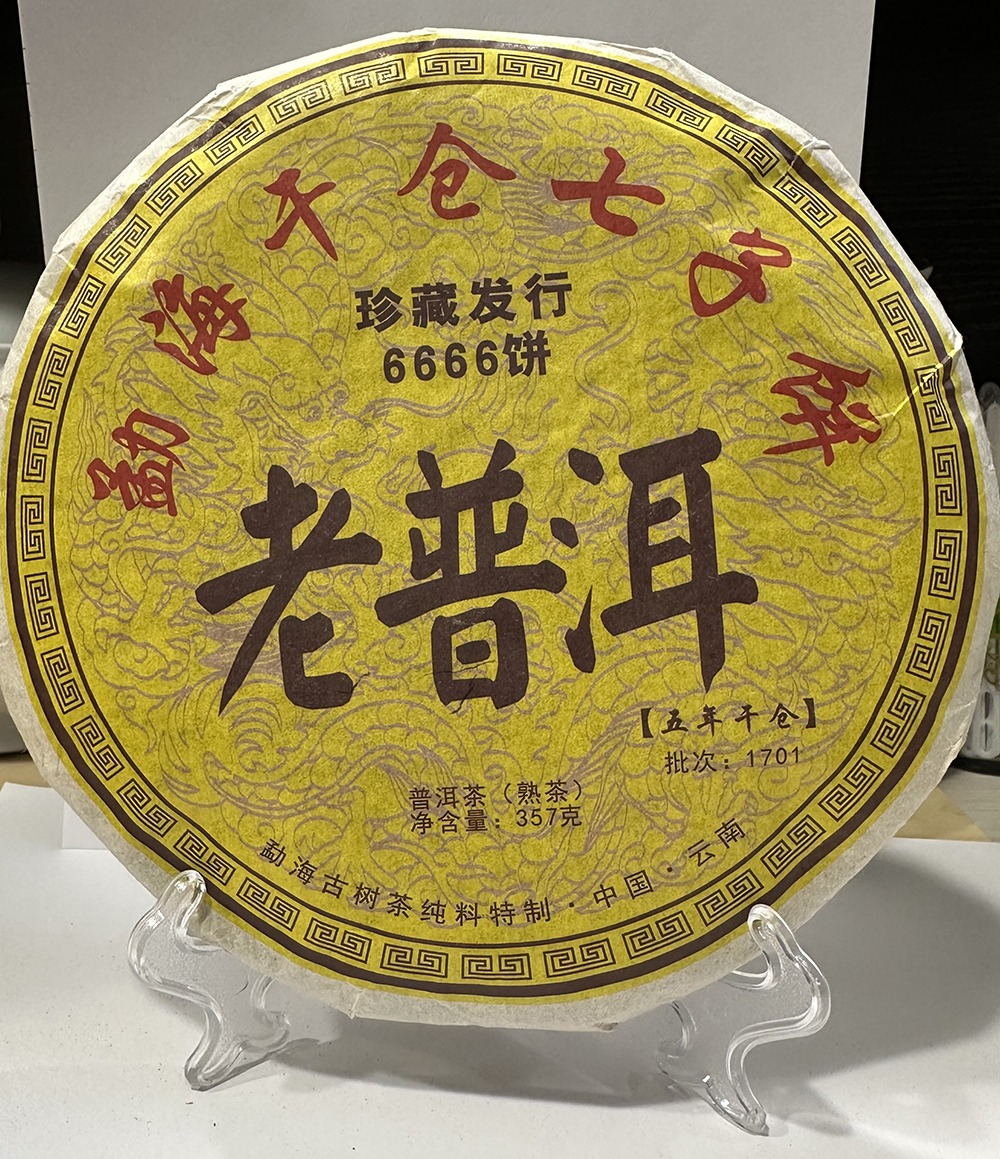 勐海干仓七子饼
珍藏发行
6666饼
老普洱
【五年干仓】
批次：1701
普洱茶（熟茶）
净含量：357克
勐海古树茶纯料特制·中国·云南